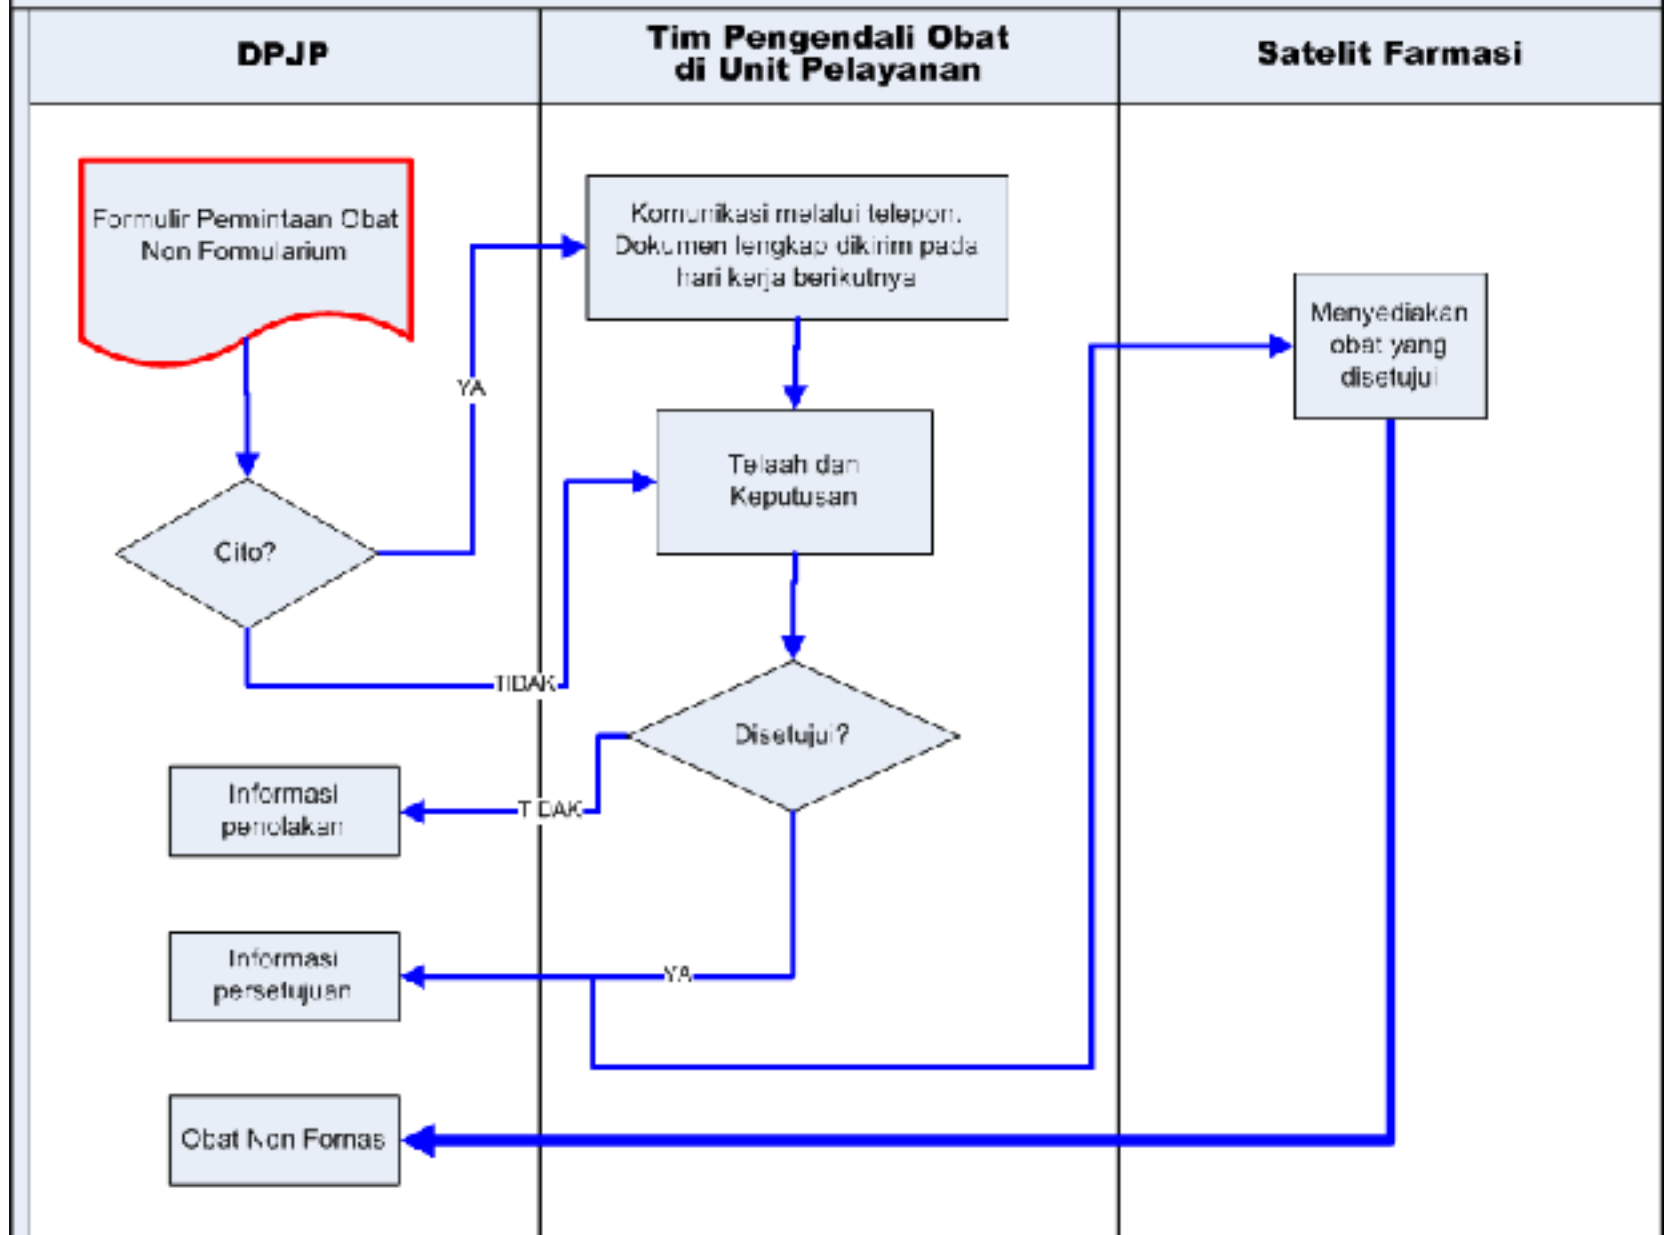 DPJP
Tim Pengendali Obat
di Unit Pelayanan
Satelit Farmasi
Formulir Permintaan Obat
Non Formularium
Komunikasi melalui telepon.
Dokumen lengkap dikirim pada
hari kerja berikutnya
Menyediakan
obat yang
disetujui
YA
Telaah dan
Keputusan
Cito?
TIDAK
Disetujui?
Informasi
penolakan
TIDAK
Informasi
persetujuan
YA
Obat Non Fornas